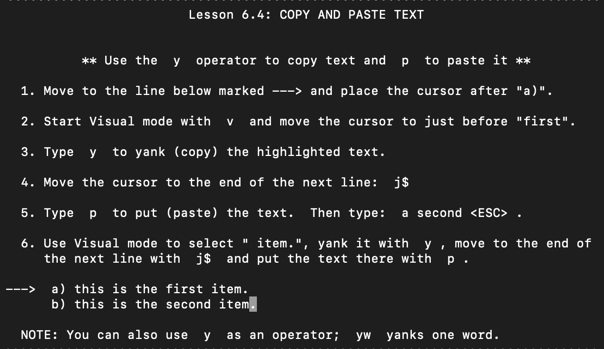 Lesson 6.4: COPY AND PASTE TEXT
** Use the  y  operator to copy text and  p  to paste it **
1. Move to the line below marked ---> and place the cursor after "a)".
2. Start Visual mode with  v  and move the cursor to just before "first".
3. Type  y  to yank (copy) the highlighted text.
4. Move the cursor to the end of the next line:  j$
5. Type  p  to put (paste) the text.  Then type:  a second <ESC> .
6. Use Visual mode to select " item.", yank it with  y , move to the end of
the next line with  j$  and put the text there with  p .
--->  a) this is the first item.
b) this is the second item.
NOTE: You can also use  y  as an operator;  yw  yanks one word.